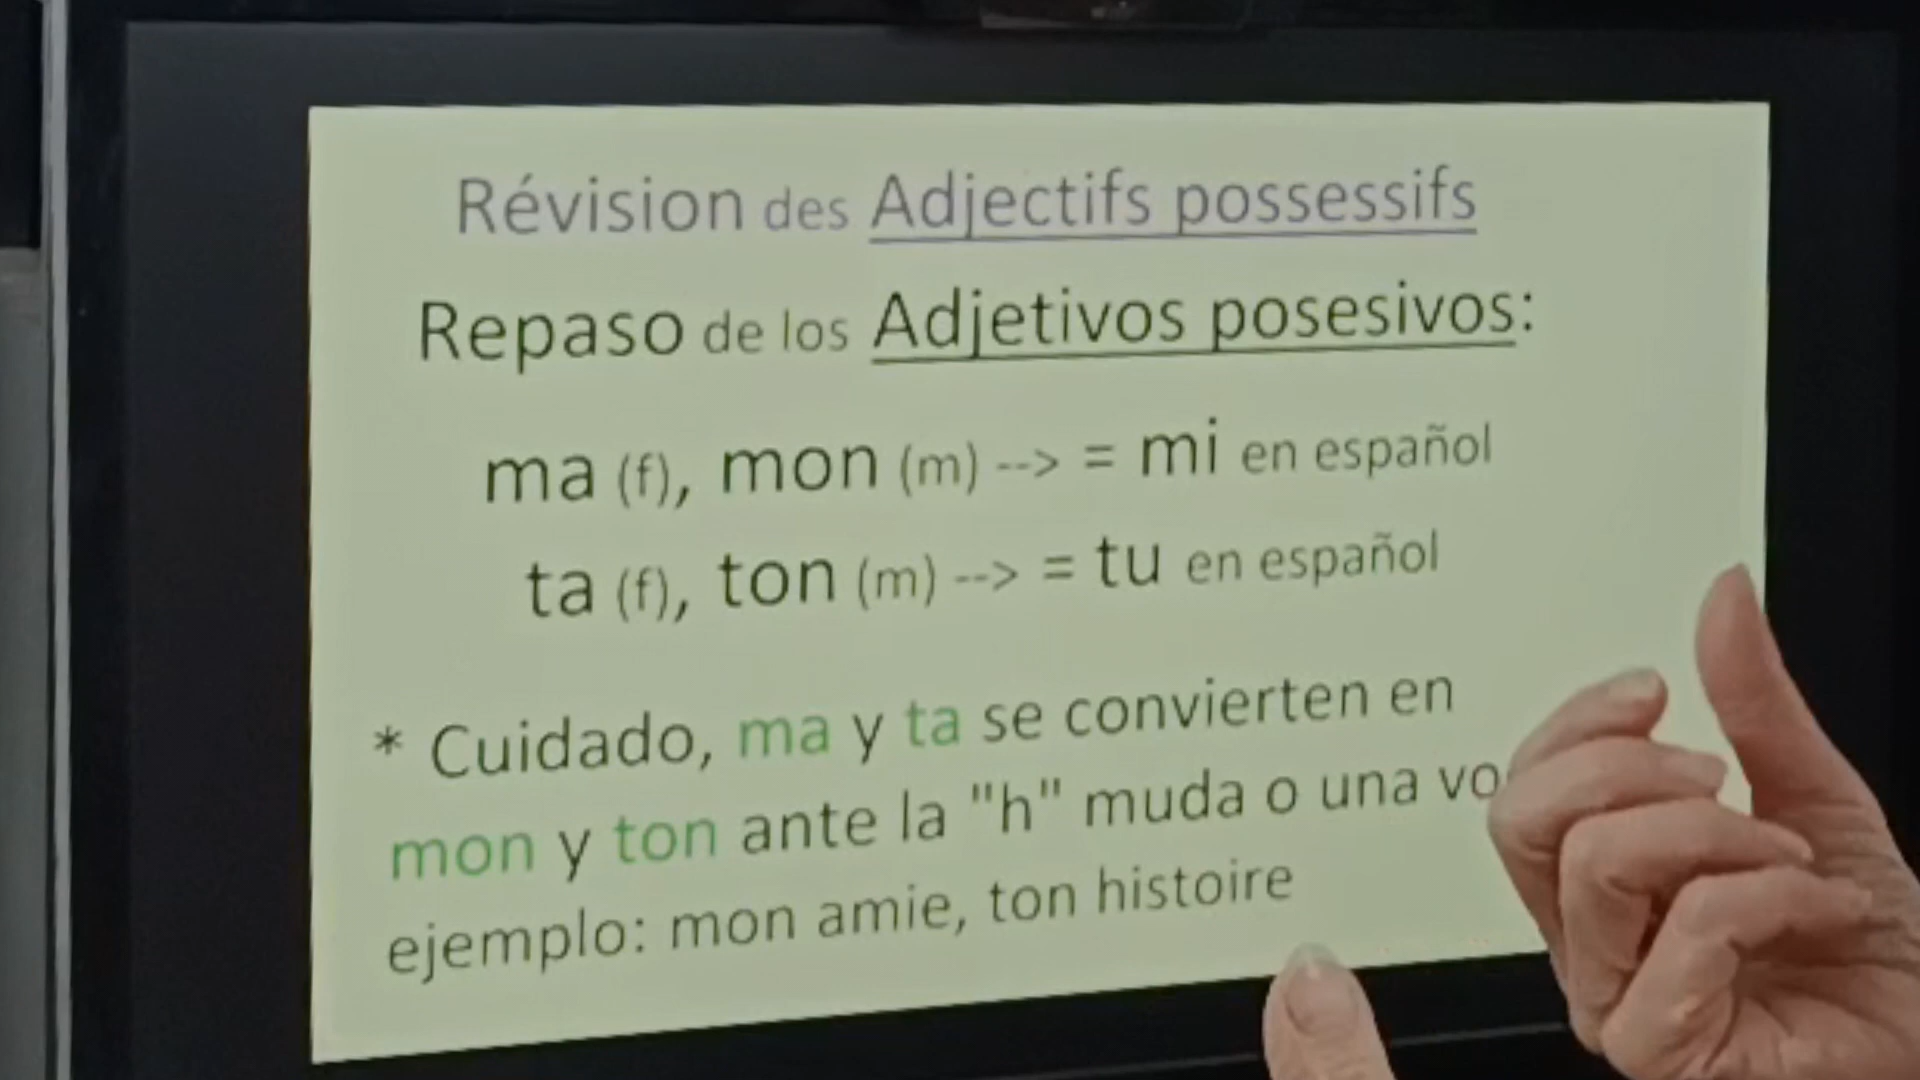 Révision des Adjectifs possessifs
Repaso de los Adjetivos posesivos:
ma (f), mon (m) --> = mi en español
ta (f), ton (m) --> = tu en español
* Cuidado, ma y ta se convierten en
mon y ton ante la "h" muda o una
ejemplo: mon amie, ton histoire